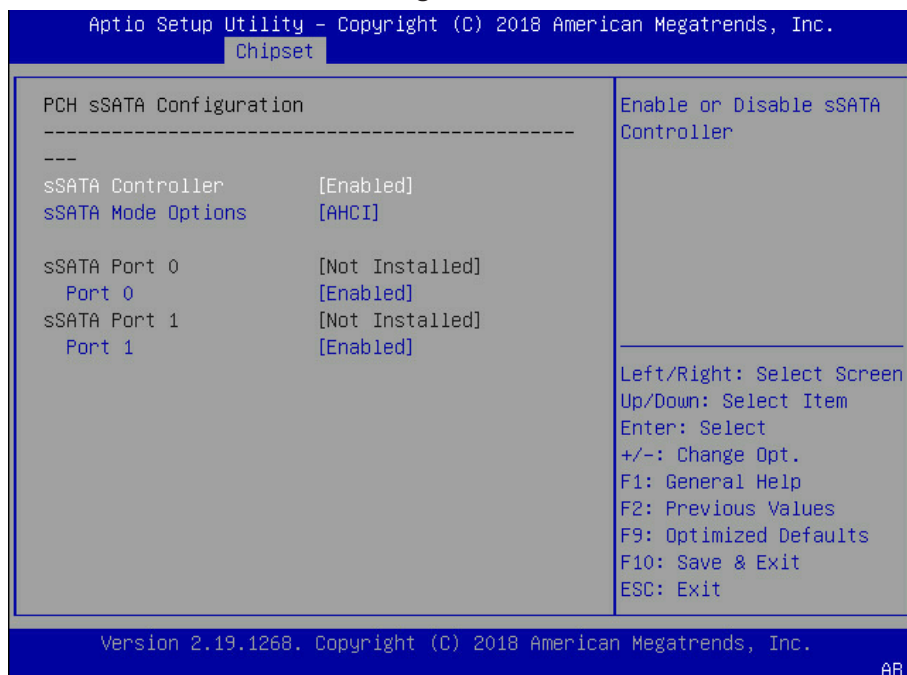 Aptio Setup Utility – Copyright (C) 2018 American Megatrends, Inc.
Chipset
PCH sSATA Configuration
-----------------------------------------------
---
sSATA Controller [Enabled]
sSATA Mode Options [AHCI]
sSATA Port 0 [Not Installed]
Port 0 [Enabled]
sSATA Port 1 [Not Installed]
Port 1 [Enabled]
Enable or Disable sSATA
Controller
Left/Right: Select Screen
Up/Down: Select Item
Enter: Select
+/-: Change Opt.
F1: General Help
F2: Previous Values
F9: Optimized Defaults
F10: Save & Exit
ESC: Exit
Version 2.19.1268. Copyright (C) 2018 American Megatrends, Inc.
AB